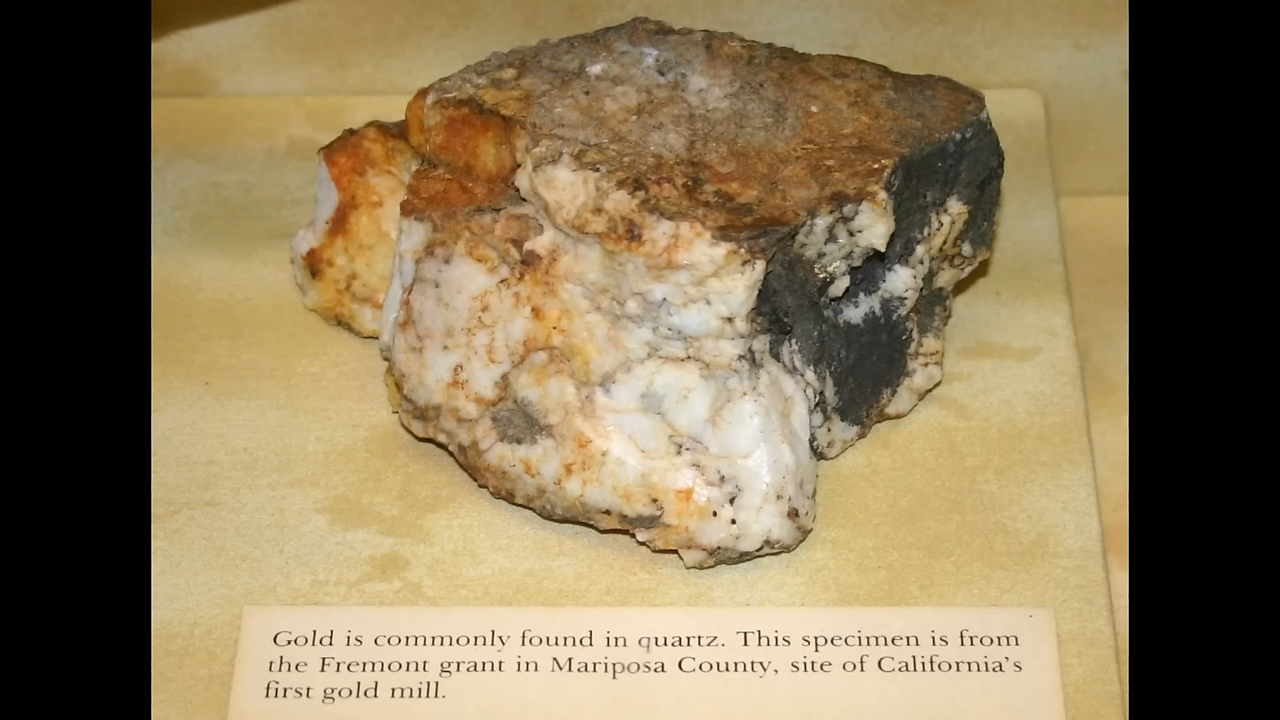 Gold is commonly found in quartz. This specimen is from
the Fremont grant in Mariposa County, site of California's
first gold mill.